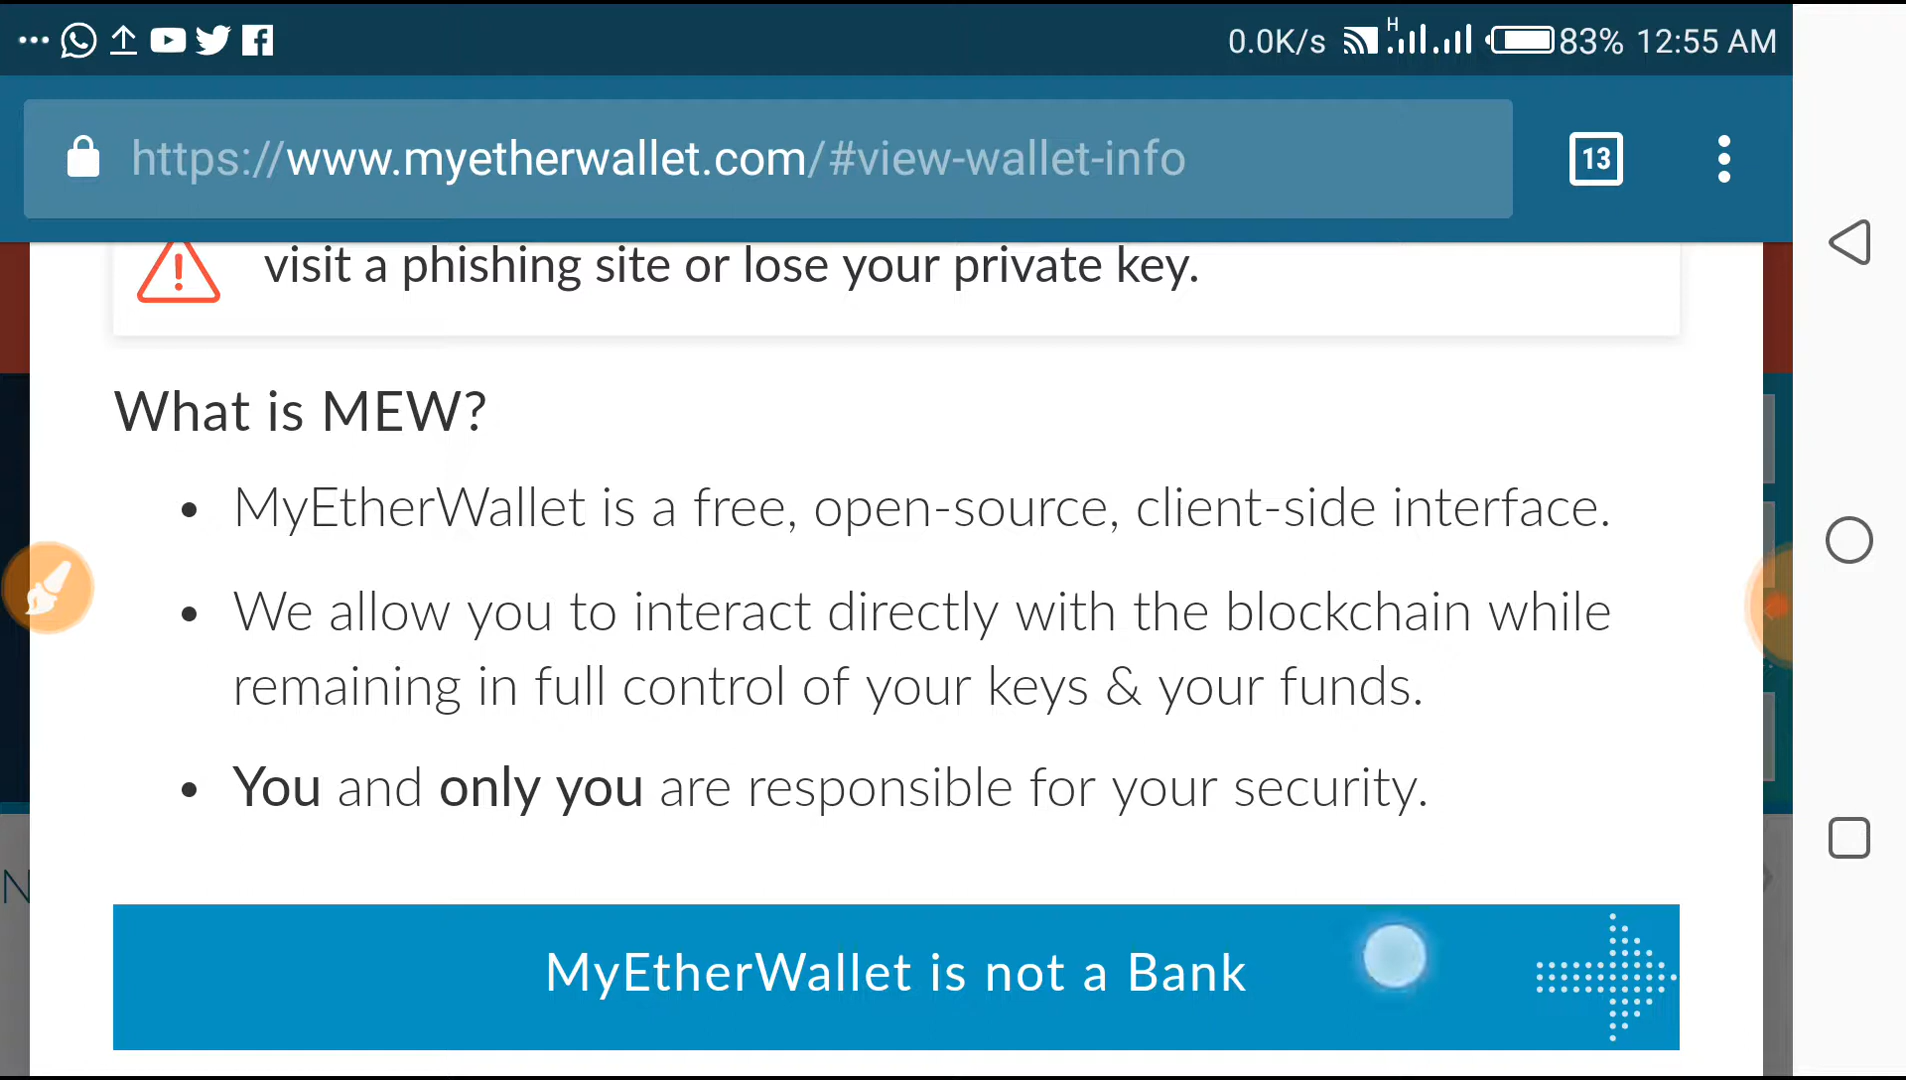 0.0K/s H 83% 12:55 AM
https://www.myetherwallet.com/#view-wallet-info 13
visit a phishing site or lose your private key.
What is MEW?
• MyEtherWallet is a free, open-source, client-side interface.
• We allow you to interact directly with the blockchain while
remaining in full control of your keys & your funds.
• You and only you are responsible for your security.
N
MyEtherWallet is not a Bank